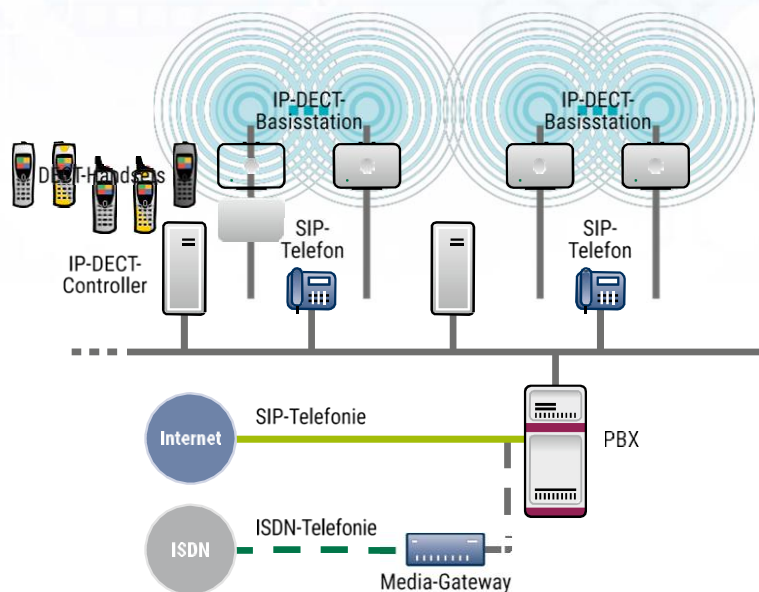 IP-DECT-
Basisstation
IP-DECT-
Basisstation
DECT-Handsets
SIP-
Telefon
SIP-
Telefon
IP-DECT-
Controller
Internet
SIP-Telefonie
PBX
ISDN
ISDN-Telefonie
Media-Gateway